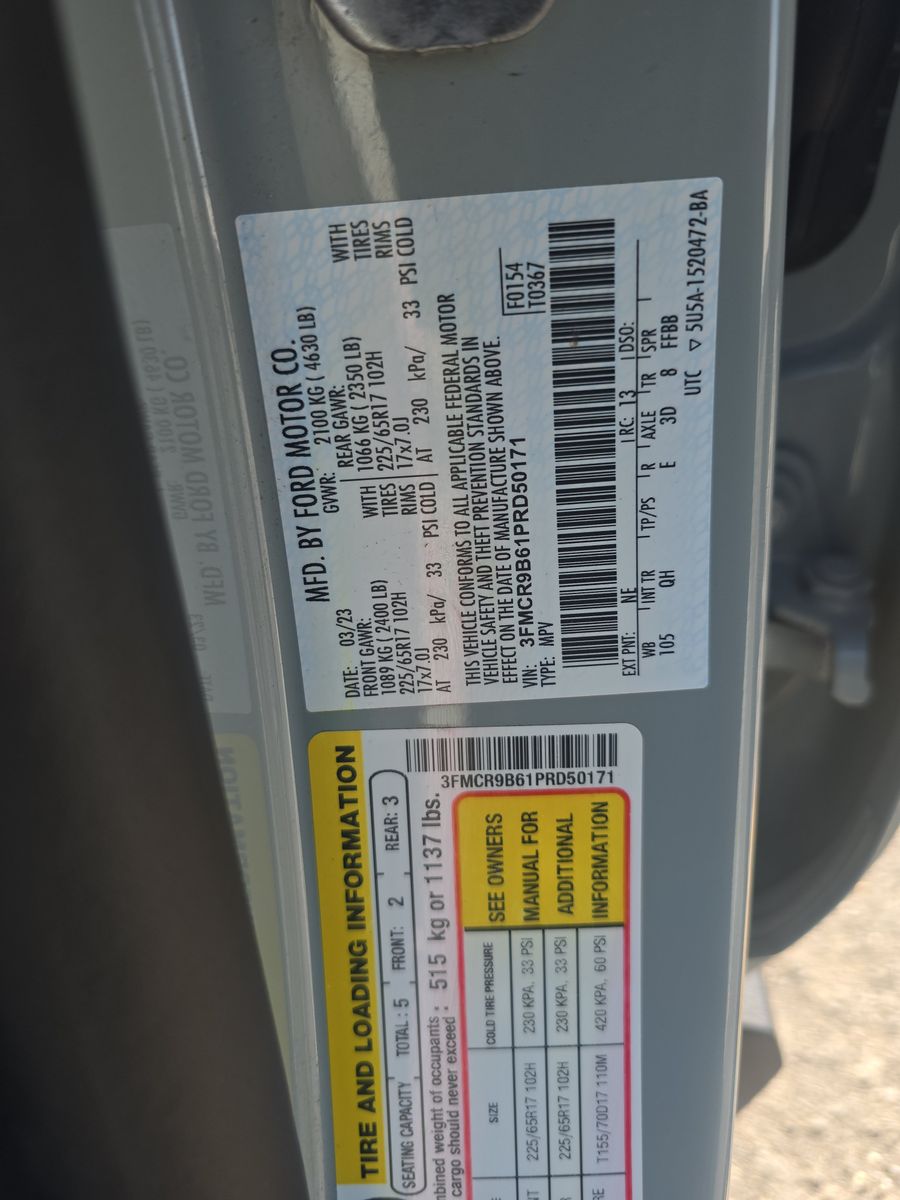 MFD. BY FORD MOTOR CO.
DATE: 03/23 GVWR: 2100 KG ( 4630 LB)
FRONT GAWR: REAR GAWR: WITH
1089 KG ( 2400 LB) WITH 1066 KG ( 2350 LB) TIRES
225/65R17 102H TIRES 225/65R17 102H RIMS
17x7.0J RIMS 17x7.0J
AT 230 kPa/ 33 PSI COLD AT 230 kPa/ 33 PSI COLD
THIS VEHICLE CONFORMS TO ALL APPLICABLE FEDERAL MOTOR
VEHICLE SAFETY AND THEFT PREVENTION STANDARDS IN
EFFECT ON THE DATE OF MANUFACTURE SHOWN ABOVE.
VIN: 3FMCR9B61PRD50171 F0154
TYPE: MPV T0367
EXT PNT: NE RC: 13 DSO:
WB INT TR TP/PS R AXLE TR SPR
105 QH E 3D 8 FFBB
UTC ▽ 5U5A-1520472-BA
TIRE AND LOADING INFORMATION
SEATING CAPACITY TOTAL: 5 FRONT: 2 REAR: 3
3FMCR9B61PRD50171
mbined weight of occupants
cargo should never exceed : 515 kg or 1137 lbs.
SIZE COLD TIRE PRESSURE
NT 225/65R17 102H 230 KPA, 33 PSI
R 225/65R17 102H 230 KPA, 33 PSI
RE T155/70D17 110M 420 KPA, 60 PSI
SEE OWNERS
MANUAL FOR
ADDITIONAL
INFORMATION